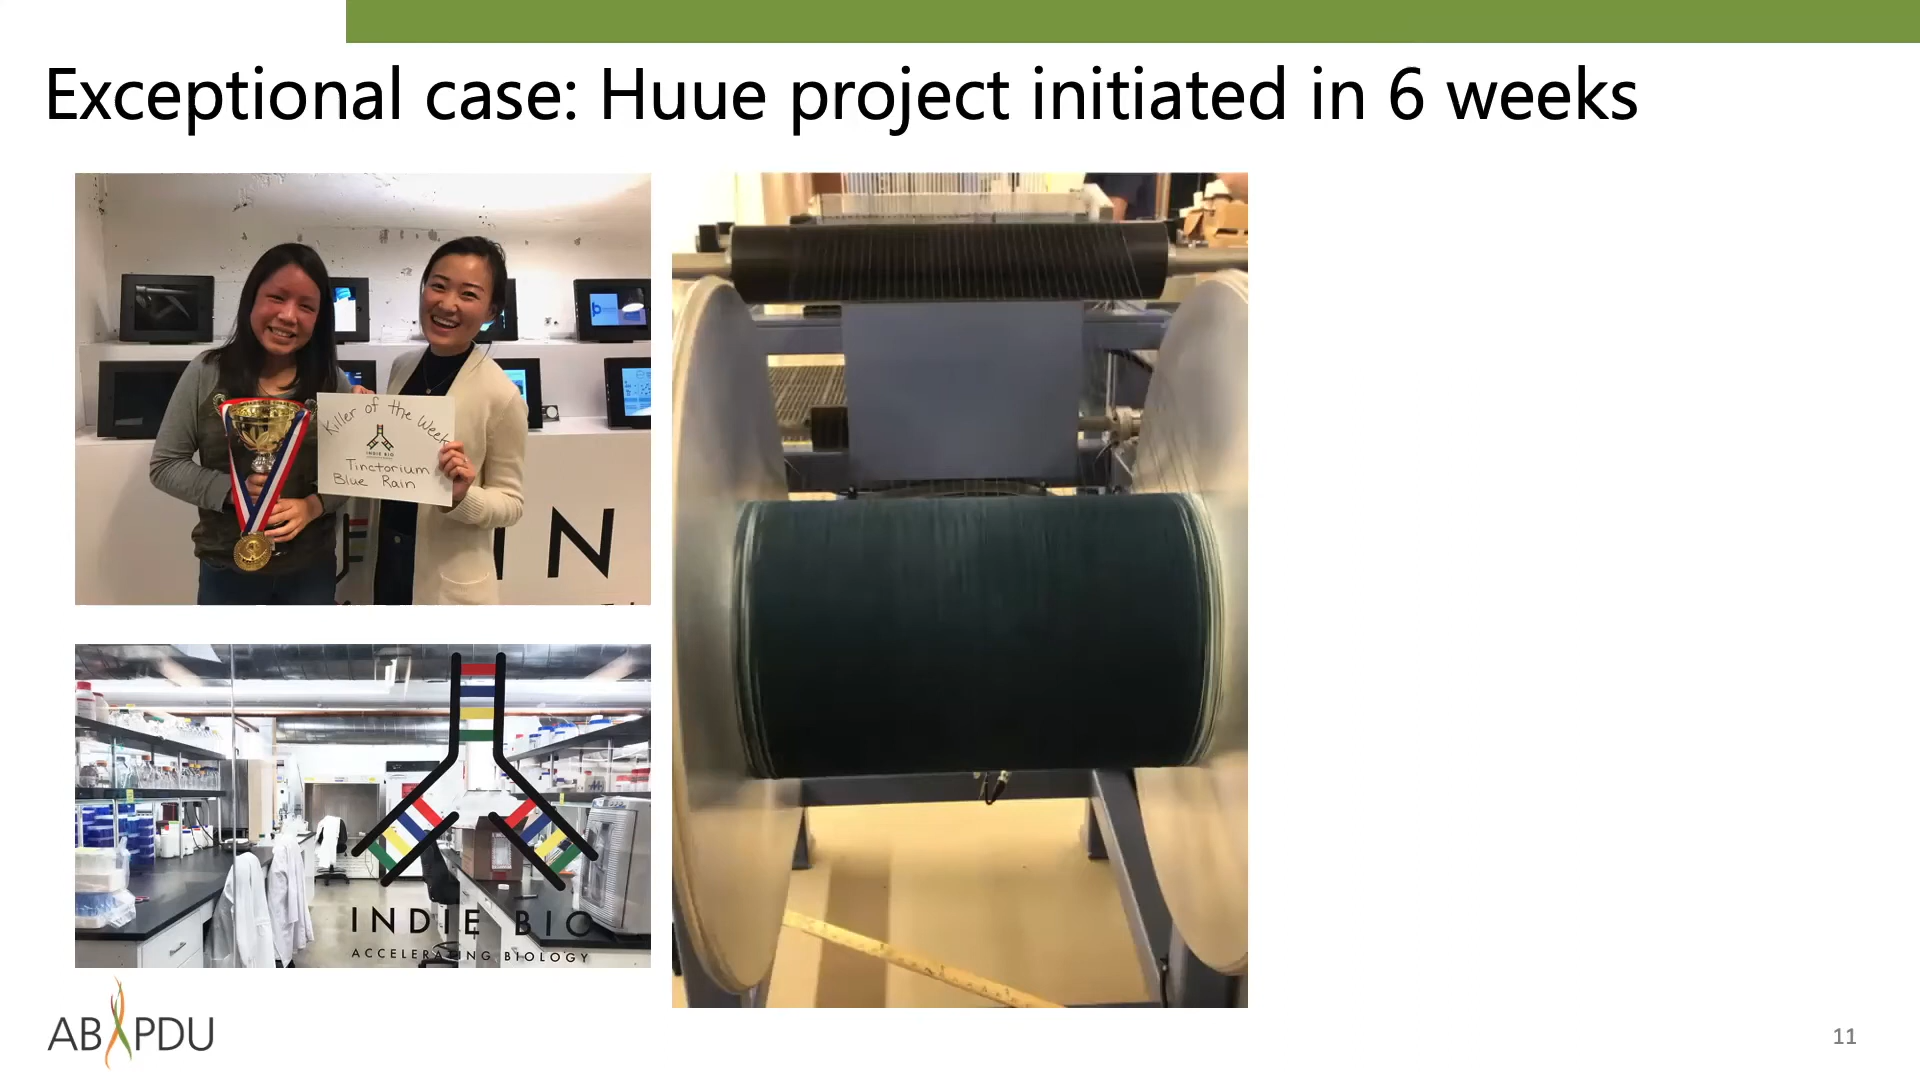 Exceptional case: Huue project initiated in 6 weeks
Killer of the Week
INDIE BIO
Tinctorium
Blue Rain
IN
INDIE BIO
ACCELERATING BIOLOGY
ABPDU
11